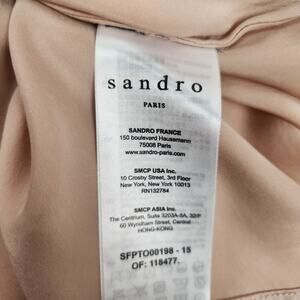 sandro
PARIS
SANDRO FRANCE
150 boulevard Haussmann
75008 Paris
www.sandro-paris.com
SMCP USA Inc.
10 Crosby Street, 3rd Floor
New York, New York 10013
RN132784
SMCP ASIA Inc.
The Centrium, Suite 3203A-8A, 32/F
60 Wyndham Street, Central
HONG-KONG
SFPTO00198 - 15
OF: 118477.